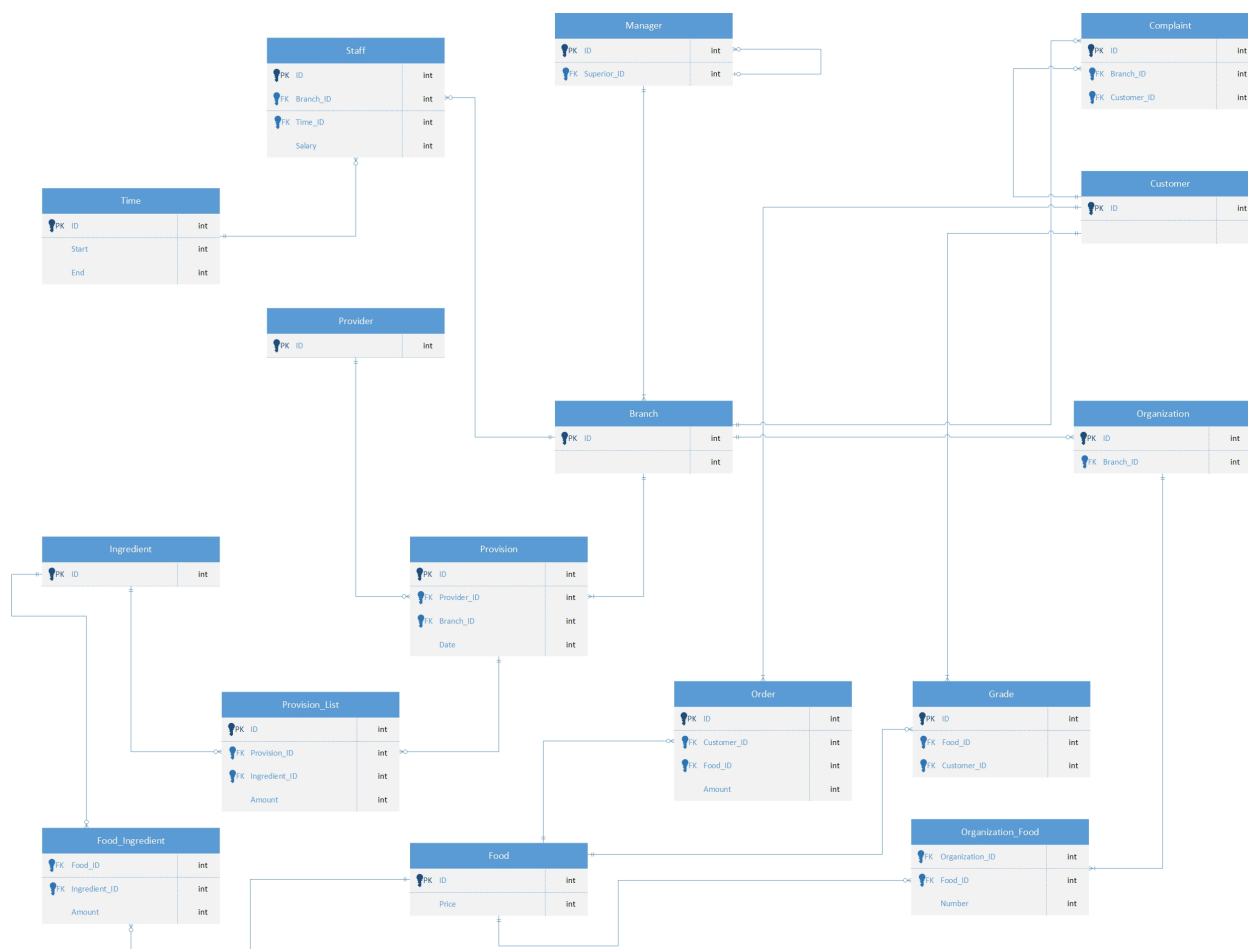 Manager
PK ID int
FK Superior_ID int
Complaint
PK ID int
FK Branch_ID int
FK Customer_ID int
Staff
PK ID int
FK Branch_ID int
FK Time_ID int
Salary int
Customer
PK ID int
Time
PK ID int
Start int
End int
Provider
PK ID int
Branch
PK ID int
int
Organization
PK ID int
FK Branch_ID int
Ingredient
PK ID int
Provision
PK ID int
FK Provider_ID int
FK Branch_ID int
Date int
Provision_List
PK ID int
FK Provision_ID int
FK Ingredient_ID int
Amount int
Order
PK ID int
FK Customer_ID int
FK Food_ID int
Amount int
Grade
PK ID int
FK Food_ID int
FK Customer_ID int
Food_Ingredient
FK Food_ID int
FK Ingredient_ID int
Amount int
Food
PK ID int
Price int
Organization_Food
FK Organization_ID int
FK Food_ID int
Number int